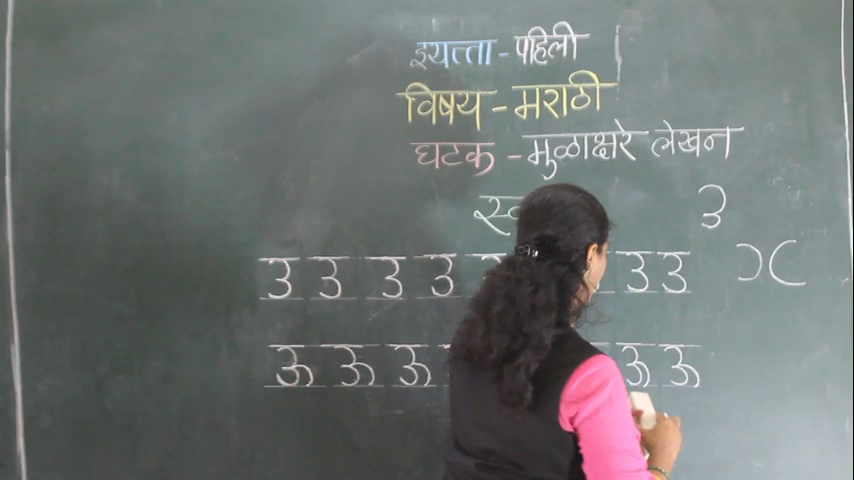 इयत्ता - पहिली
विषय - मराठी
घटक - मुळाक्षरे लेखन
उ
उ उ उ उ उ उ
ऊ ऊ ऊ ऊ ऊ